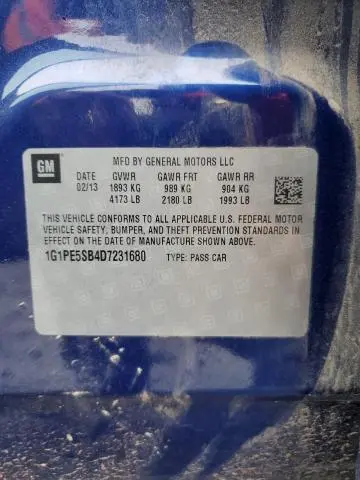 GM
MFD BY GENERAL MOTORS LLC
DATE GVWR GAWR FRT GAWR RR
02/13 1893 KG 989 KG 904 KG
4173 LB 2180 LB 1993 LB
THIS VEHICLE CONFORMS TO ALL APPLICABLE U.S. FEDERAL MOTOR
VEHICLE SAFETY, BUMPER, AND THEFT PREVENTION STANDARDS
IN EFFECT ON THE DATE OF MANUFACTURE SHOWN ABOVE.
1G1PE5SB4D7231680 TYPE: PASS CAR